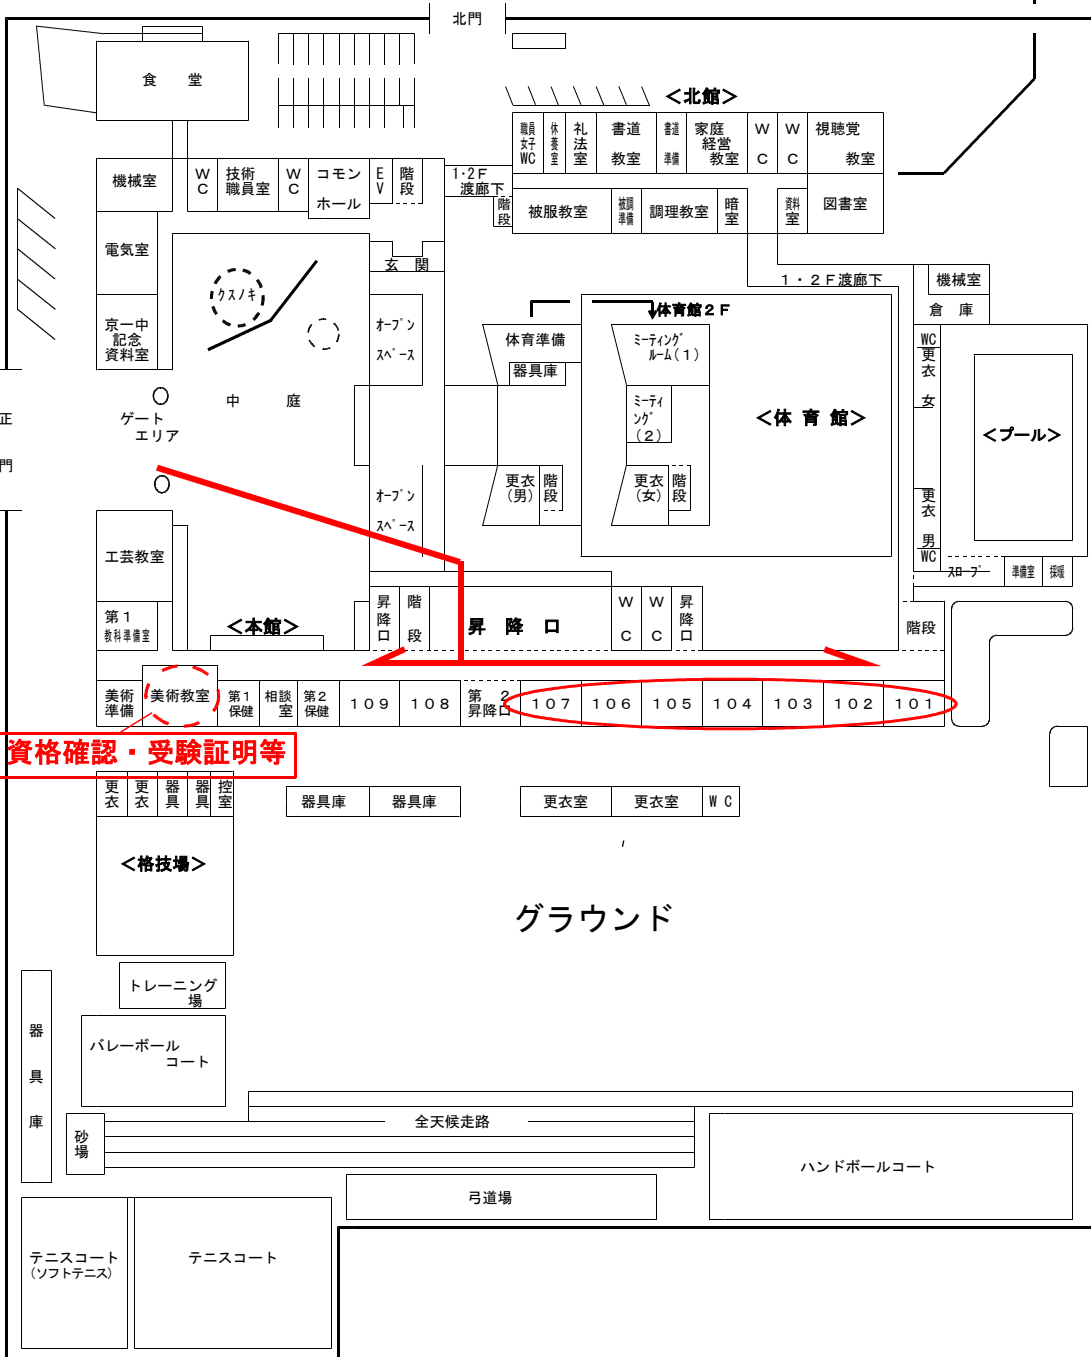 北門
食　堂
＜北館＞
職員
女子
WC
休
養
室
礼
法
室
書道
教室
書道
準備
家庭
経営
教室
Ｗ
Ｃ
Ｗ
Ｃ
視聴覚
教室
機械室
Ｗ
Ｃ
技術
職員室
Ｗ
Ｃ
コモン
ホール
Ｅ
Ｖ
階
段
1・2Ｆ
渡廊下
階
段
被服教室
被調
準備
調理教室
暗
室
資料
室
図書室
電気室
玄　関
１・２Ｆ渡廊下
機械室
クスノキ
倉　庫
京一中
記念
資料室
オープン
スペース
体育館２Ｆ
体育準備
器具庫
ミーティング
ルーム(１)
WC
更
衣
女
ミーティ
ング
(２)
＜体 育 館＞
＜プール＞
中　　庭
正
門
ゲート
エリア
オープン
スペース
更衣
(男)
階
段
更衣
(女)
階
段
更
衣
男
WC
工芸教室
スロープ
準備室
採暖
第１
教科準備室
＜本館＞
昇
降
口
階
段
昇　降　口
Ｗ
Ｃ
Ｗ
Ｃ
昇
降
口
階段
美術
準備
美術教室
第１
保健
相談
室
第２
保健
１０９
１０８
第　２
昇降口
１０７
１０６
１０５
１０４
１０３
１０２
１０１
資格確認・受験証明等
更
衣
更
衣
器
具
器
具
控
室
器具庫
器具庫
更衣室
更衣室
ＷＣ
＜格技場＞
グラウンド
トレーニング
場
器
具
庫
バレーボール
コート
砂
場
全天候走路
ハンドボールコート
弓道場
テニスコート
(ソフトテニス)
テニスコート